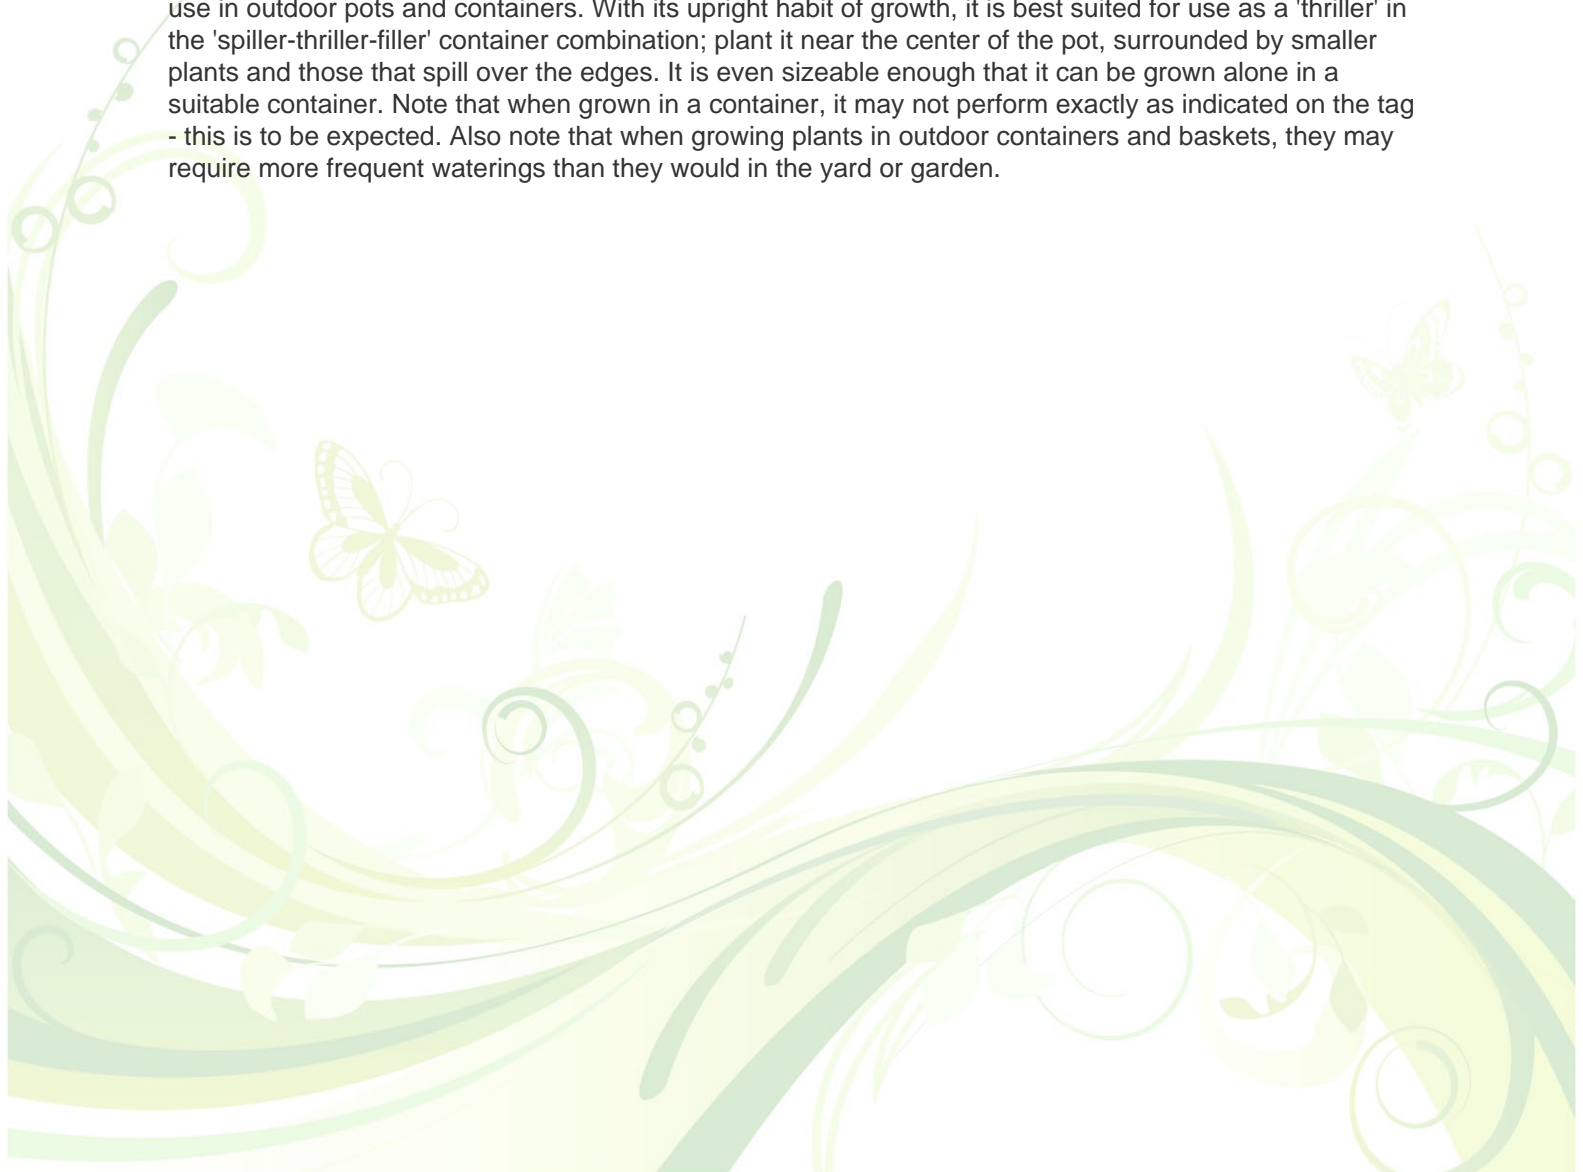 use in outdoor pots and containers. With its upright habit of growth, it is best suited for use as a 'thriller' in
the 'spiller-thriller-filler' container combination; plant it near the center of the pot, surrounded by smaller
plants and those that spill over the edges. It is even sizeable enough that it can be grown alone in a
suitable container. Note that when grown in a container, it may not perform exactly as indicated on the tag
- this is to be expected. Also note that when growing plants in outdoor containers and baskets, they may
require more frequent waterings than they would in the yard or garden.